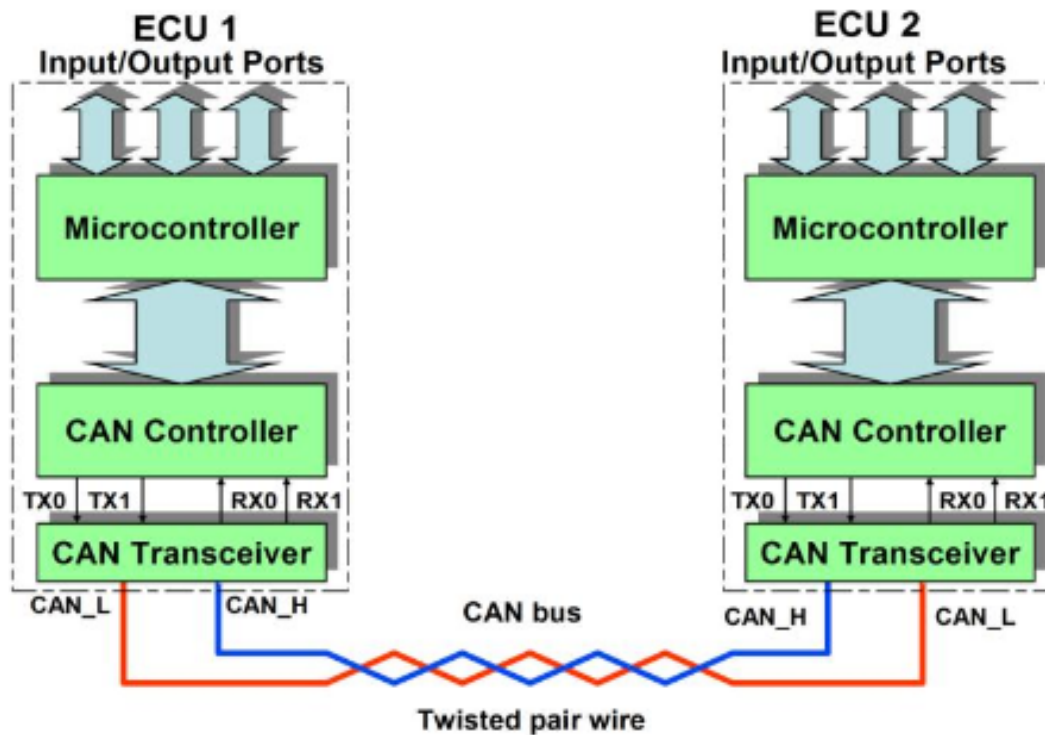 ECU 1
Input/Output Ports
Microcontroller
CAN Controller
TX0 TX1 RX0 RX1
CAN Transceiver
CAN_L CAN_H
ECU 2
Input/Output Ports
Microcontroller
CAN Controller
TX0 TX1 RX0 RX1
CAN Transceiver
CAN_H CAN_L
CAN bus
Twisted pair wire